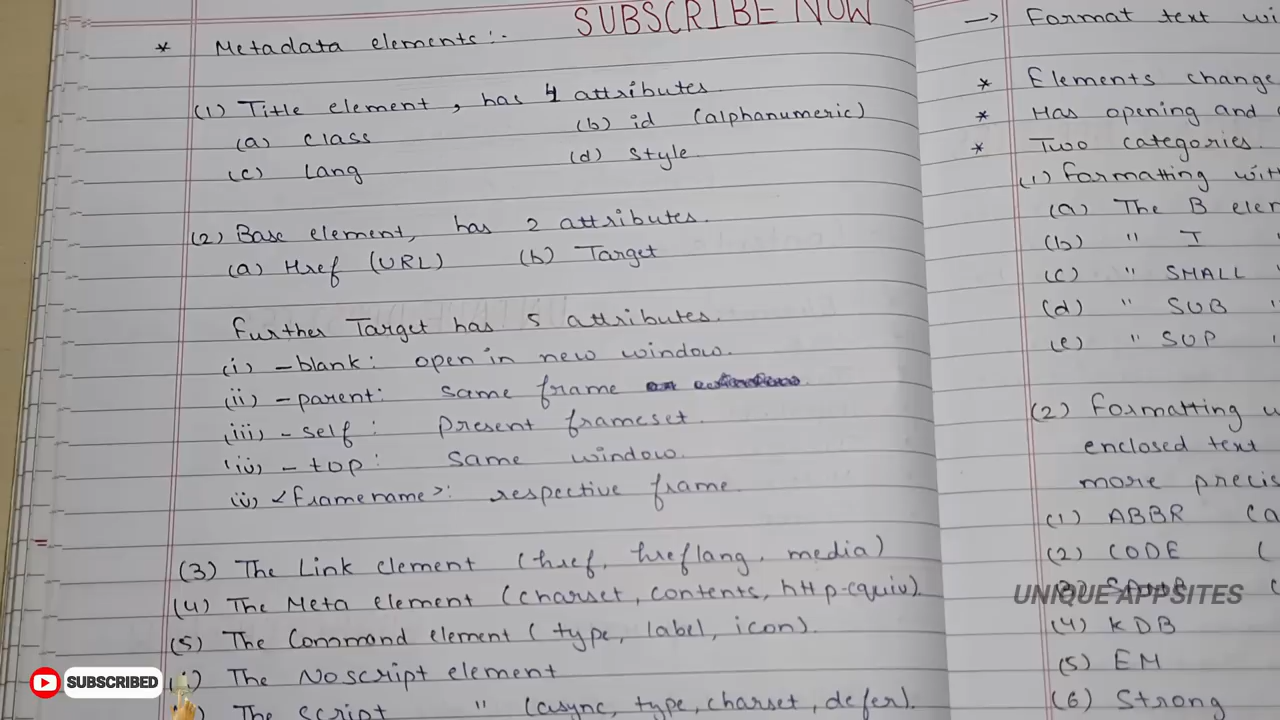 SUBSCRIBE NOW
* Metadata elements :-
(1) Title element, has 4 attributes
(a) class (b) id (alphanumeric)
(c) Lang (d) Style
(2) Base element, has 2 attributes.
(a) Href (URL) (b) Target
Further Target has 5 attributes.
(i) -blank: open in new window.
(ii) -parent: same frame
(iii) -self: Present frameset.
(iv) -top: same window.
(v) <Framename>: respective frame.
(3) The Link element (href, hreflang, media)
(4) The Meta element (charset, contents, http-equiv).
(5) The Command element (type, label, icon).
The Noscript element
The script " (async, type, charset, defer).
→ Format text wi
* Elements change
* Has opening and
* Two categories.
(1) Formatting wit
(a) The B eler
(b) " I "
(c) " SMALL "
(d) " SUB "
(e) " SUP "
(2) Formatting
enclosed text
more precis
(1) ABBR (a
(2) CODE (
(3) SAMP (
(4) KDB
(5) EM
(6) Strong
UNIQUE APPSITES
SUBSCRIBED